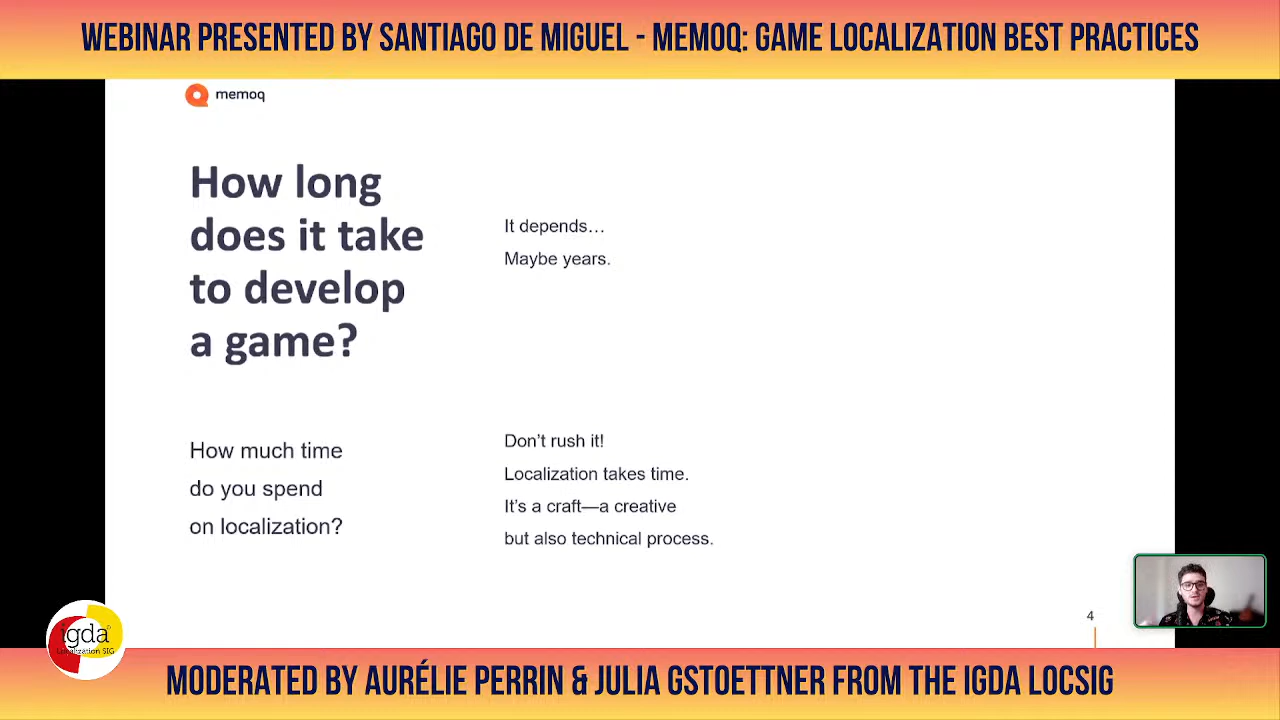 WEBINAR PRESENTED BY SANTIAGO DE MIGUEL - MEMOQ: GAME LOCALIZATION BEST PRACTICES
memoq
How long
does it take
to develop
a game?
It depends…
Maybe years.
How much time
do you spend
on localization?
Don't rush it!
Localization takes time.
It's a craft—a creative
but also technical process.
4
igda
Localization SIG
MODERATED BY AURÉLIE PERRIN & JULIA GSTOETTNER FROM THE IGDA LOCSIG